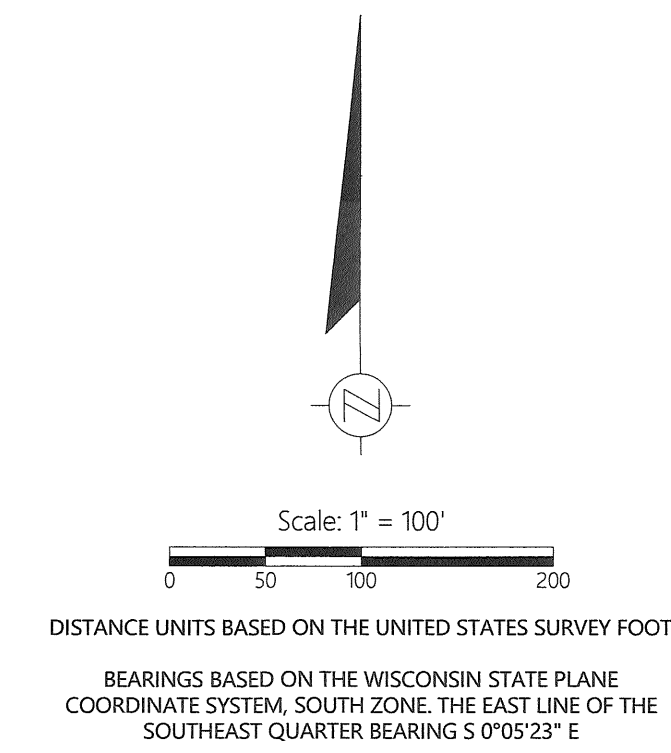 N
Scale: 1" = 100'
0 50 100 200
DISTANCE UNITS BASED ON THE UNITED STATES SURVEY FOOT
BEARINGS BASED ON THE WISCONSIN STATE PLANE
COORDINATE SYSTEM, SOUTH ZONE. THE EAST LINE OF THE
SOUTHEAST QUARTER BEARING S 0°05'23" E